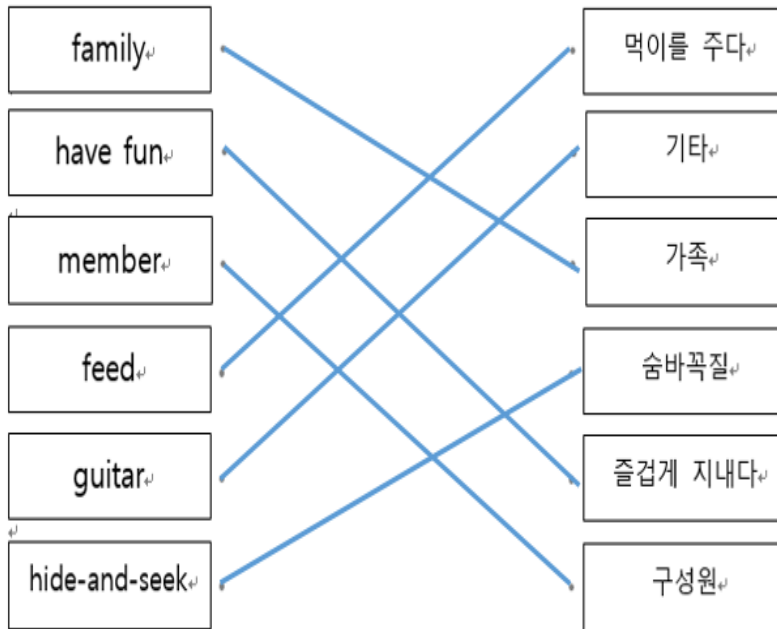 family
먹이를 주다
have fun
기타
member
가족
feed
숨바꼭질
guitar
즐겁게 지내다
hide-and-seek
구성원